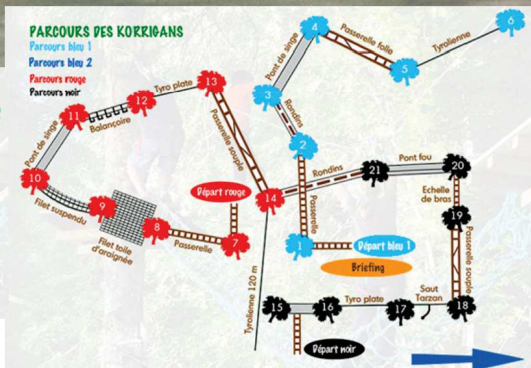 PARCOURS DES KORRIGANS
Parcours bleu 1
Parcours bleu 2
Parcours rouge
Parcours noir
4
Passerelle folle
6
Pont de singe
5
Tyrolienne
3
Rondins
2
Passerelle
1
Départ bleu 1
Briefing
13
Tyro plate
12
Balançoire
11
Pont de singe
10
Filet suspendu
9
Filet toile
d'araignée
8
Passerelle
7
Départ rouge
Passerelle souple
14
Rondins
21
Pont fou
20
Echelle
de bras
19
Passerelle souple
18
Saut
Tarzan
17
Tyro plate
16
15
Départ noir
Tyrolienne 120 m